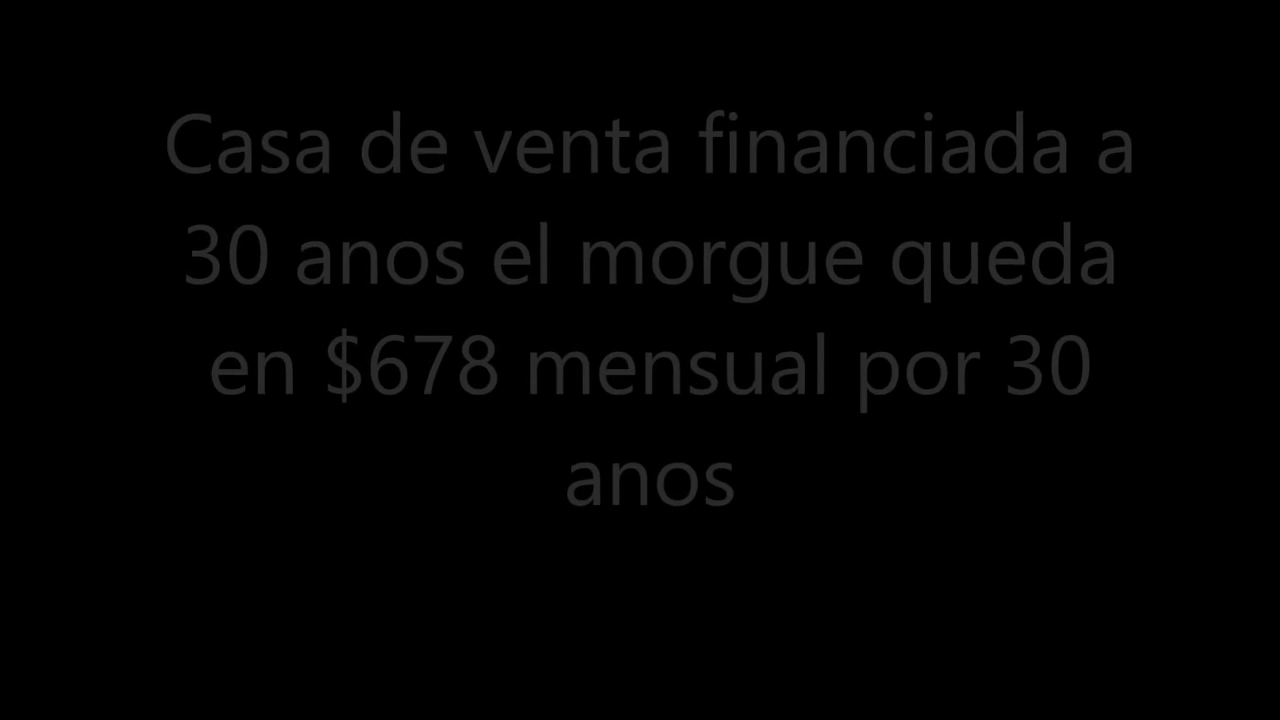 Casa de venta financiada a
30 anos el morgue queda
en $678 mensual por 30
anos